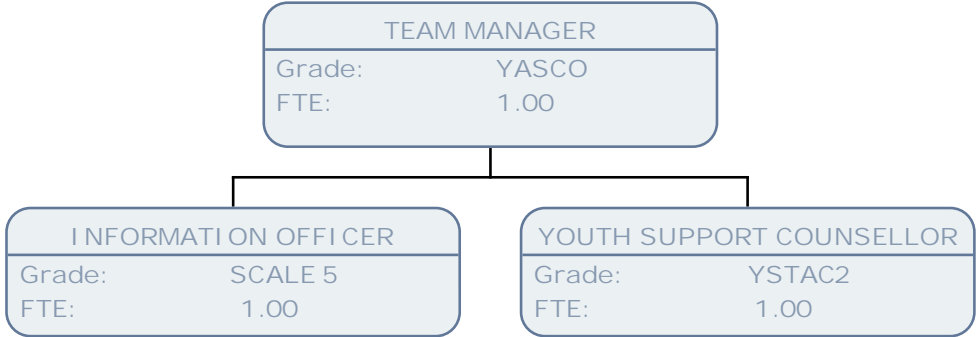 TEAM MANAGER
Grade: YASCO
FTE: 1.00
INFORMATION OFFICER
Grade: SCALE 5
FTE: 1.00
YOUTH SUPPORT COUNSELLOR
Grade: YSTAC2
FTE: 1.00